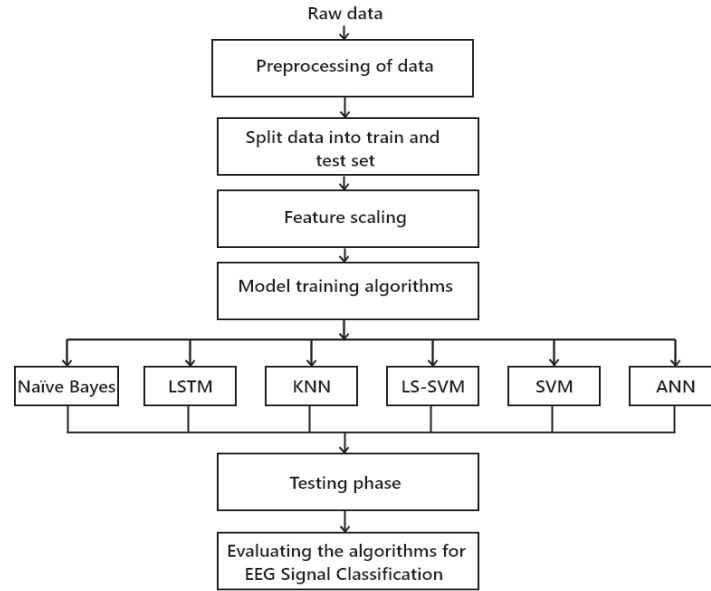 Raw data
Preprocessing of data
Split data into train and
test set
Feature scaling
Model training algorithms
Naïve Bayes
LSTM
KNN
LS-SVM
SVM
ANN
Testing phase
Evaluating the algorithms for
EEG Signal Classification